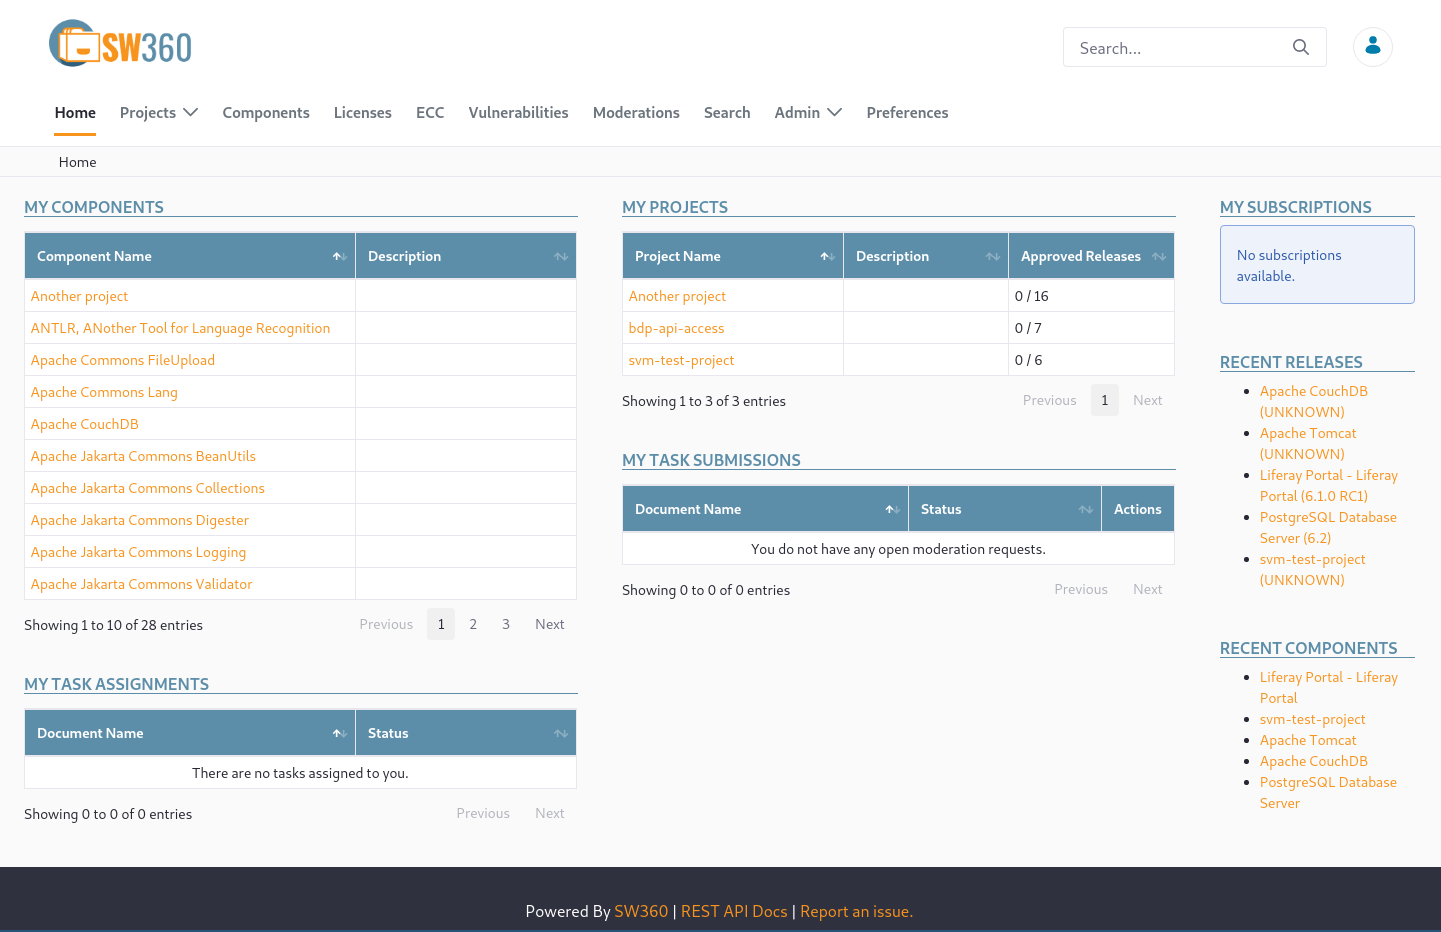 SW360
Search...
Home Projects Components Licenses ECC Vulnerabilities Moderations Search Admin Preferences
Home
MY COMPONENTS
Component Name Description
Another project
ANTLR, ANother Tool for Language Recognition
Apache Commons FileUpload
Apache Commons Lang
Apache CouchDB
Apache Jakarta Commons BeanUtils
Apache Jakarta Commons Collections
Apache Jakarta Commons Digester
Apache Jakarta Commons Logging
Apache Jakarta Commons Validator
Showing 1 to 10 of 28 entries Previous 1 2 3 Next
MY TASK ASSIGNMENTS
Document Name Status
There are no tasks assigned to you.
Showing 0 to 0 of 0 entries Previous Next
MY PROJECTS
Project Name Description Approved Releases
Another project 0 / 16
bdp-api-access 0 / 7
svm-test-project 0 / 6
Showing 1 to 3 of 3 entries Previous 1 Next
MY TASK SUBMISSIONS
Document Name Status Actions
You do not have any open moderation requests.
Showing 0 to 0 of 0 entries Previous Next
MY SUBSCRIPTIONS
No subscriptions
available.
RECENT RELEASES
Apache CouchDB
(UNKNOWN)
Apache Tomcat
(UNKNOWN)
Liferay Portal - Liferay
Portal (6.1.0 RC1)
PostgreSQL Database
Server (6.2)
svm-test-project
(UNKNOWN)
RECENT COMPONENTS
Liferay Portal - Liferay
Portal
svm-test-project
Apache Tomcat
Apache CouchDB
PostgreSQL Database
Server
Powered By SW360 | REST API Docs | Report an issue.